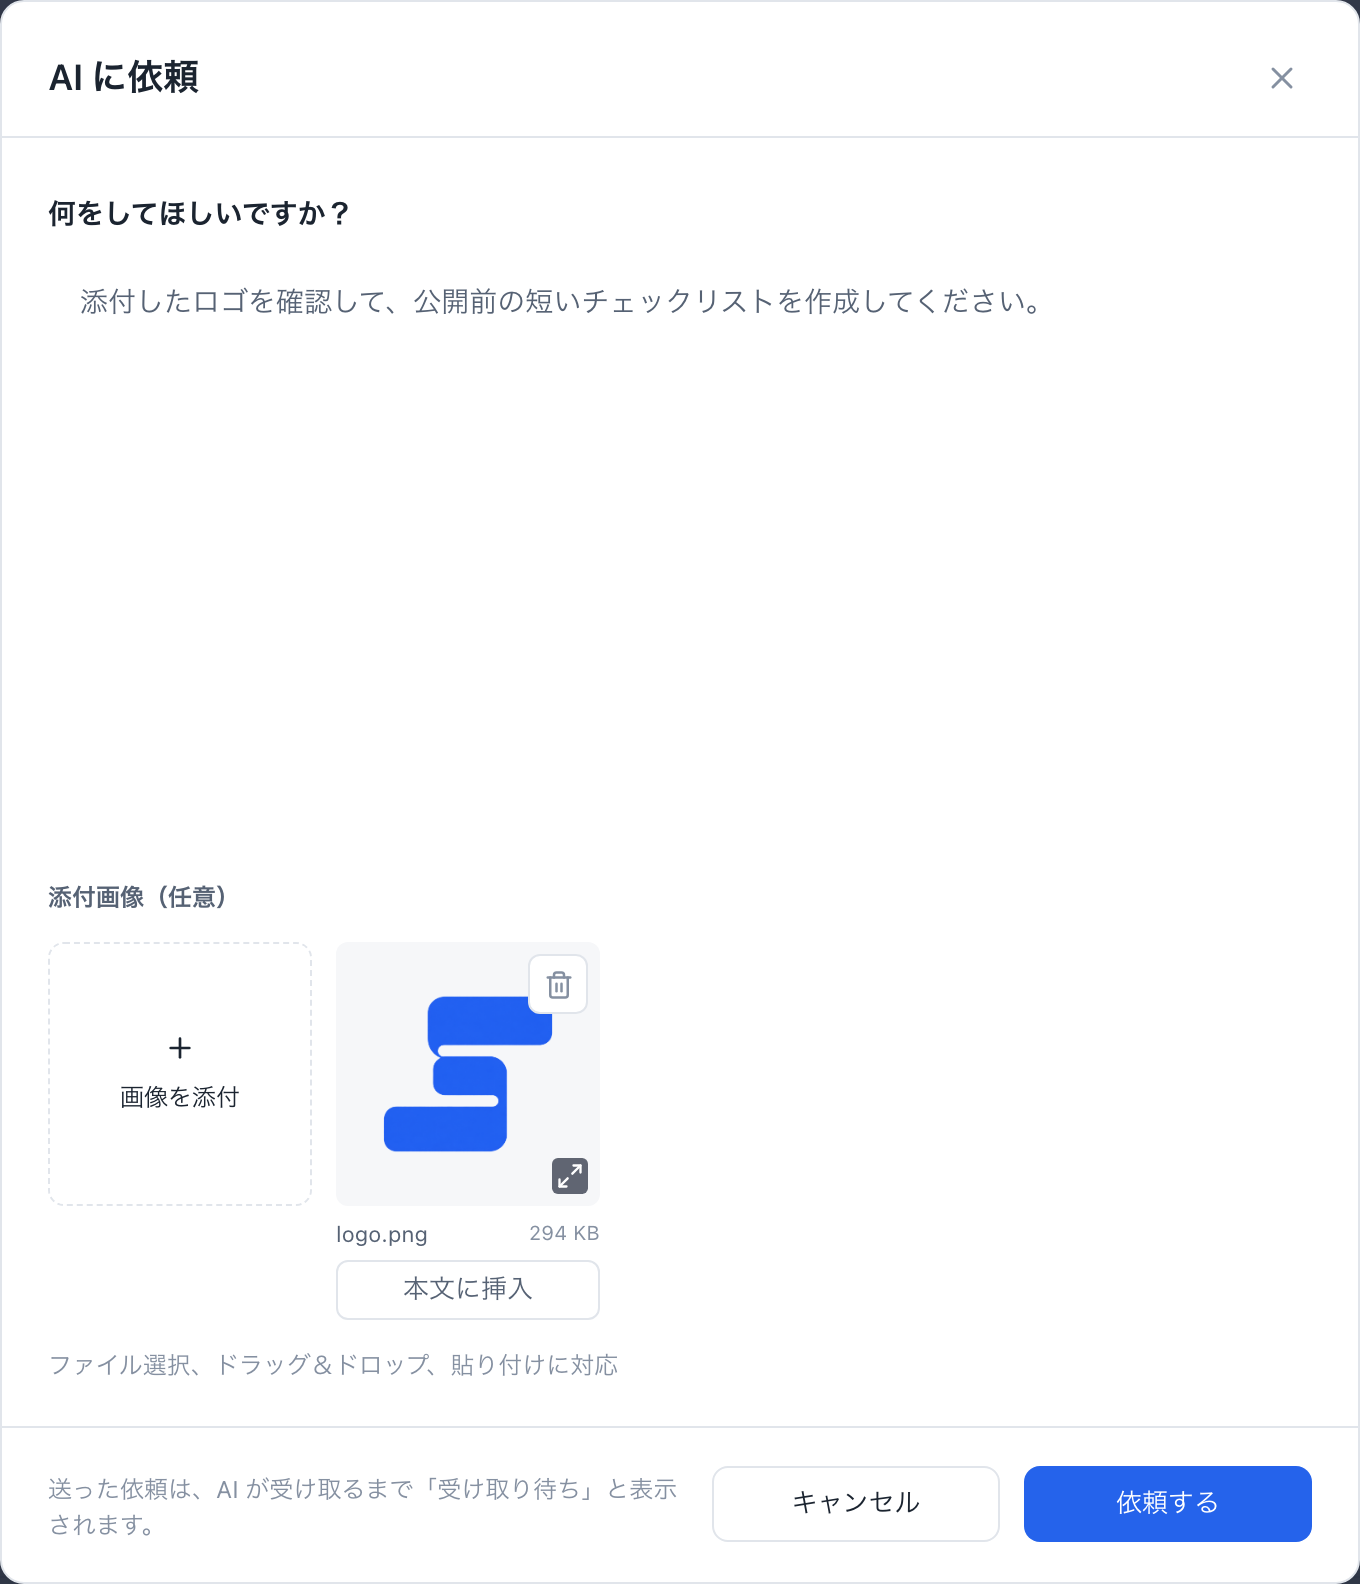 AI に依頼
何をしてほしいですか？
添付したロゴを確認して、公開前の短いチェックリストを作成してください。
添付画像（任意）
画像を添付
logo.png 294 KB
本文に挿入
ファイル選択、ドラッグ＆ドロップ、貼り付けに対応
送った依頼は、AI が受け取るまで「受け取り待ち」と表示
されます。
キャンセル
依頼する